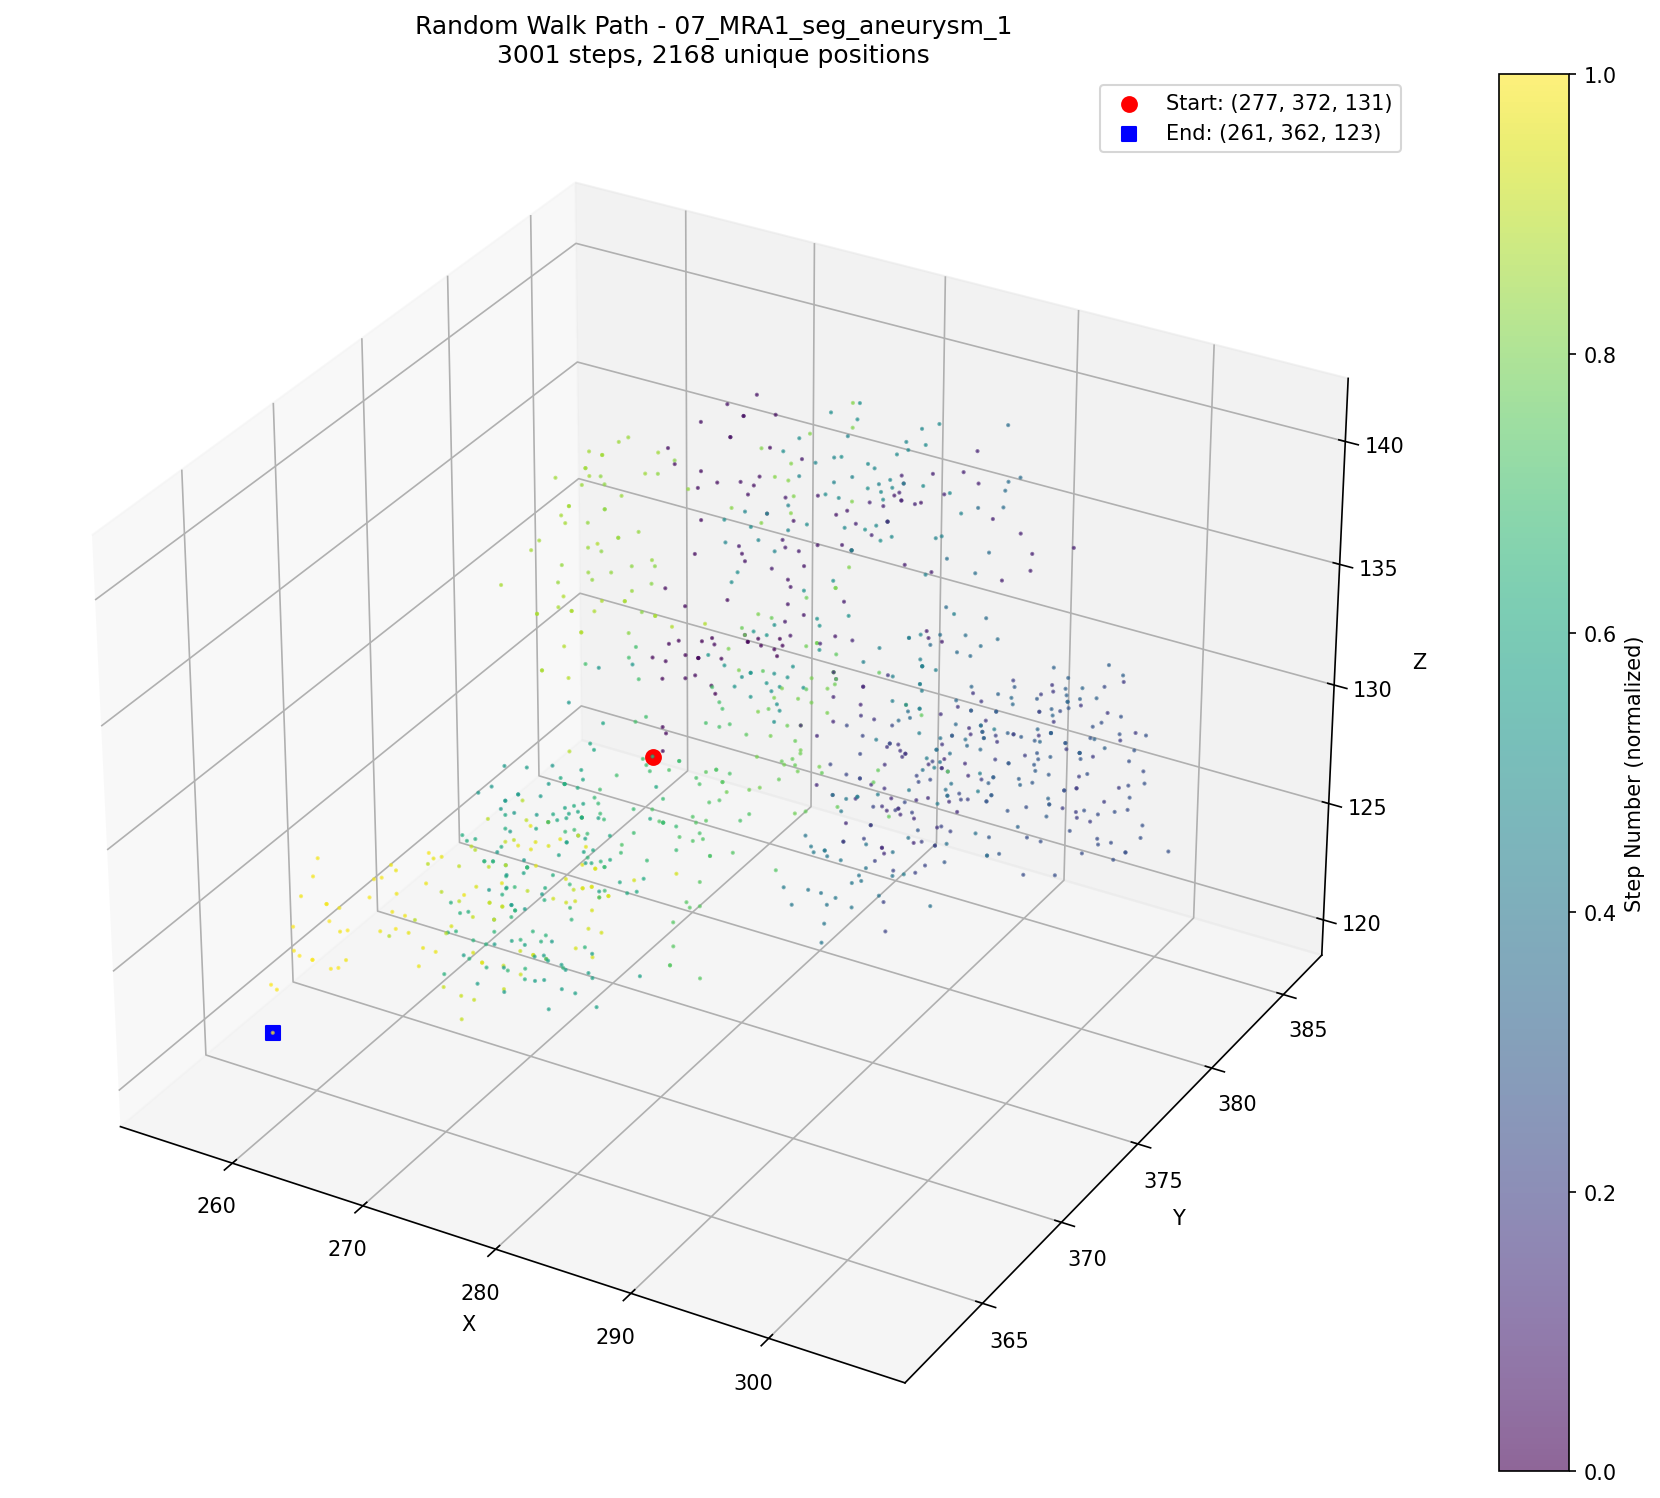 Random Walk Path - 07_MRA1_seg_aneurysm_1
3001 steps, 2168 unique positions
Start: (277, 372, 131)
End: (261, 362, 123)
1.0
0.8
0.6
0.4
0.2
0.0
Step Number (normalized)
140
135
130
125
120
Z
385
380
375
370
365
Y
260
270
280
290
300
X